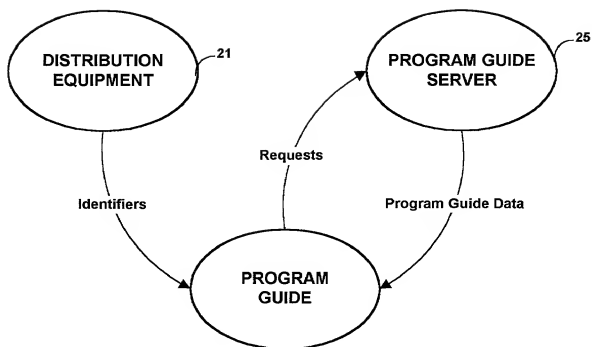 DISTRIBUTION
EQUIPMENT
21
PROGRAM GUIDE
SERVER
25
Requests
Identifiers
Program Guide Data
PROGRAM
GUIDE